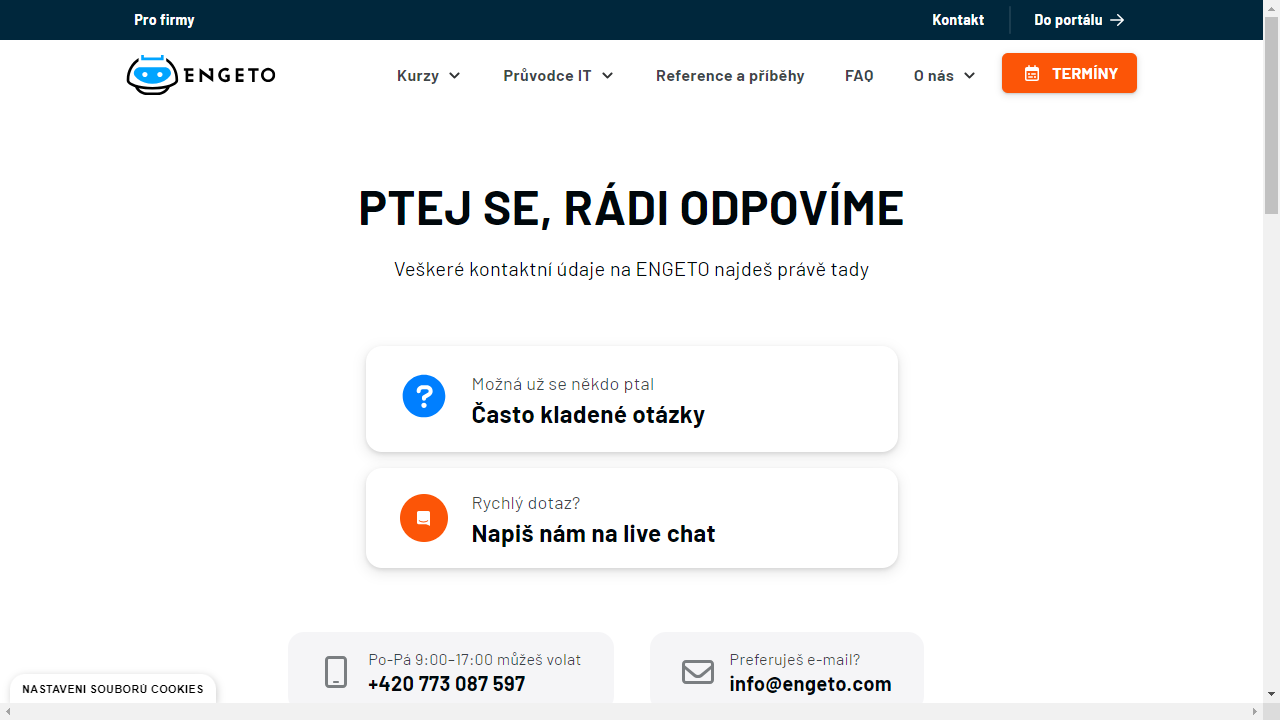 Pro firmy
Kontakt
Do portálu
ENGETO
Kurzy
Průvodce IT
Reference a příběhy
FAQ
O nás
TERMÍNY
PTEJ SE, RÁDI ODPOVÍME
Veškeré kontaktní údaje na ENGETO najdeš právě tady
Možná už se někdo ptal
Často kladené otázky
Rychlý dotaz?
Napiš nám na live chat
Po-Pá 9:00–17:00 můžeš volat
+420 773 087 597
Preferuješ e-mail?
info@engeto.com
NASTAVENI SOUBORŮ COOKIES